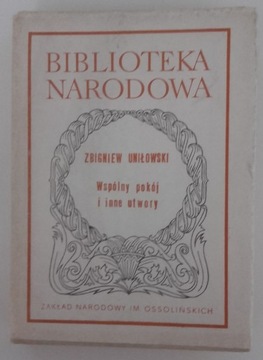 BIBLIOTEKA
NARODOWA
ZBIGNIEW UNIŁOWSKI
Wspólny pokój
i inne utwory
ZAKŁAD NARODOWY IM. OSSOLIŃSKICH